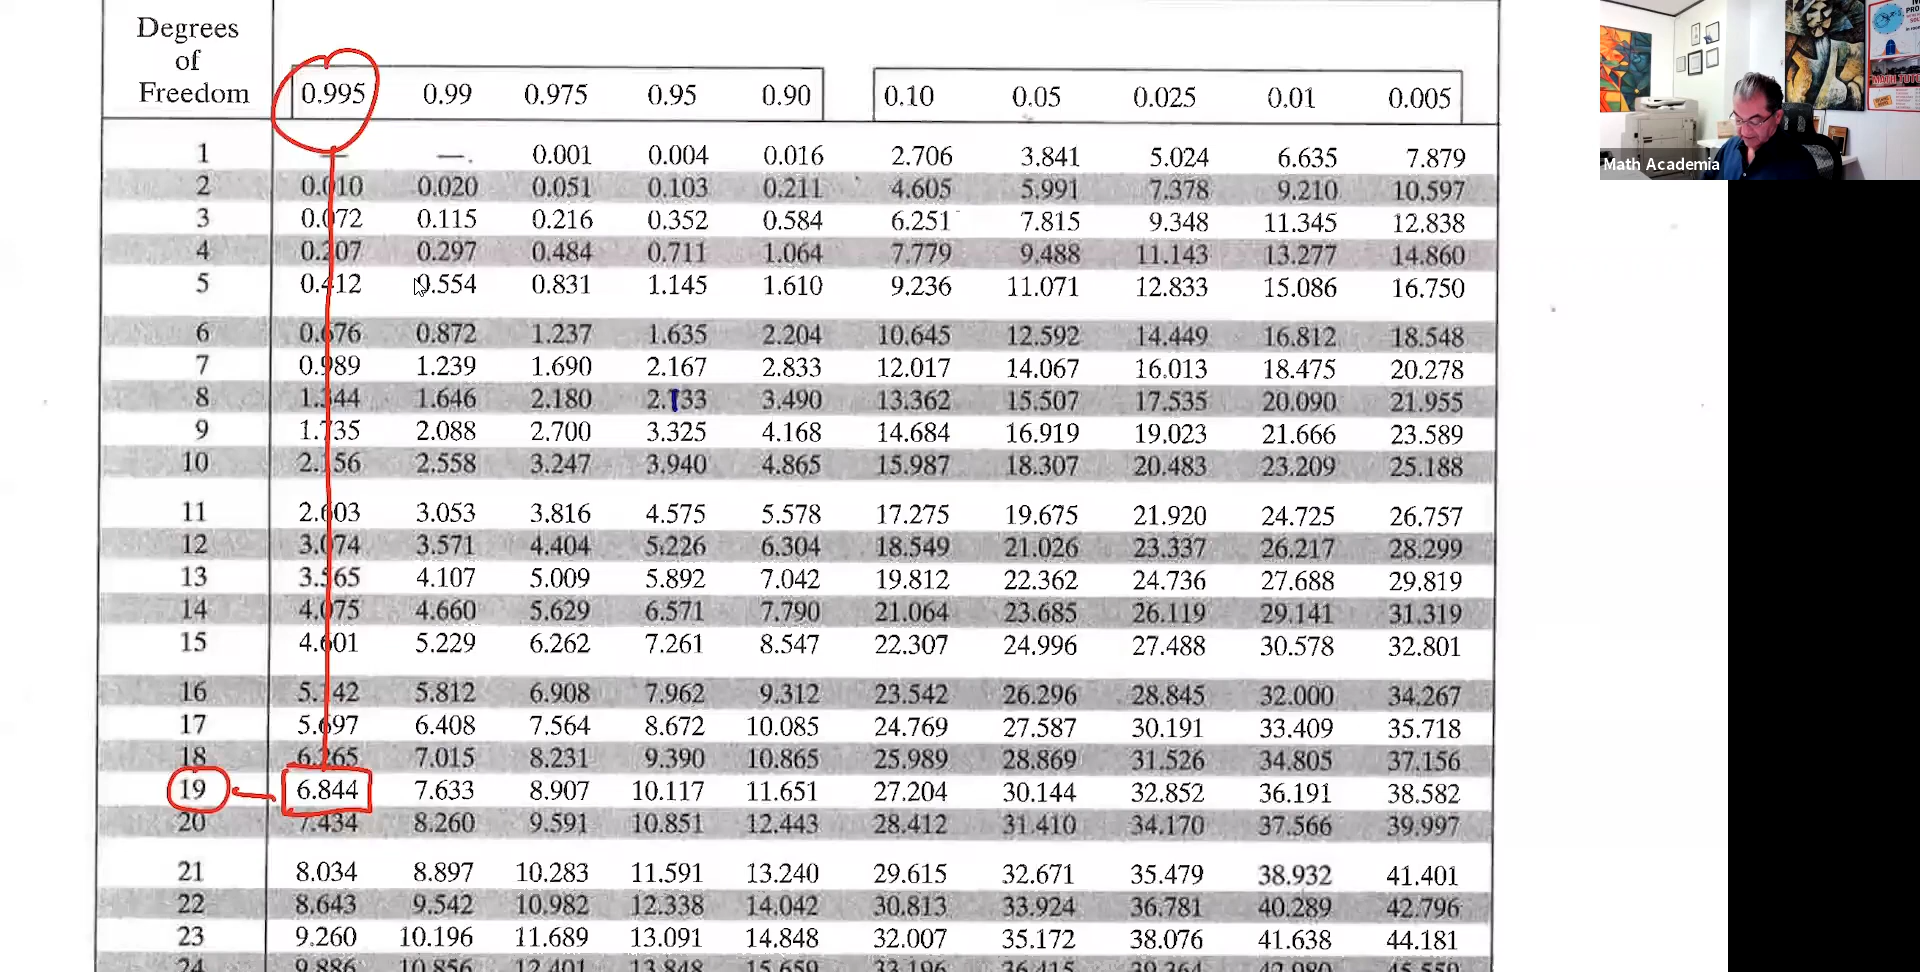 Degrees
of
Freedom 0.995 0.99 0.975 0.95 0.90 0.10 0.05 0.025 0.01 0.005
1 — — 0.001 0.004 0.016 2.706 3.841 5.024 6.635 7.879
2 0.010 0.020 0.051 0.103 0.211 4.605 5.991 7.378 9.210 10.597
3 0.072 0.115 0.216 0.352 0.584 6.251 7.815 9.348 11.345 12.838
4 0.207 0.297 0.484 0.711 1.064 7.779 9.488 11.143 13.277 14.860
5 0.412 0.554 0.831 1.145 1.610 9.236 11.071 12.833 15.086 16.750
6 0.676 0.872 1.237 1.635 2.204 10.645 12.592 14.449 16.812 18.548
7 0.989 1.239 1.690 2.167 2.833 12.017 14.067 16.013 18.475 20.278
8 1.344 1.646 2.180 2.733 3.490 13.362 15.507 17.535 20.090 21.955
9 1.735 2.088 2.700 3.325 4.168 14.684 16.919 19.023 21.666 23.589
10 2.156 2.558 3.247 3.940 4.865 15.987 18.307 20.483 23.209 25.188
11 2.603 3.053 3.816 4.575 5.578 17.275 19.675 21.920 24.725 26.757
12 3.074 3.571 4.404 5.226 6.304 18.549 21.026 23.337 26.217 28.299
13 3.565 4.107 5.009 5.892 7.042 19.812 22.362 24.736 27.688 29.819
14 4.075 4.660 5.629 6.571 7.790 21.064 23.685 26.119 29.141 31.319
15 4.601 5.229 6.262 7.261 8.547 22.307 24.996 27.488 30.578 32.801
16 5.142 5.812 6.908 7.962 9.312 23.542 26.296 28.845 32.000 34.267
17 5.697 6.408 7.564 8.672 10.085 24.769 27.587 30.191 33.409 35.718
18 6.265 7.015 8.231 9.390 10.865 25.989 28.869 31.526 34.805 37.156
19 6.844 7.633 8.907 10.117 11.651 27.204 30.144 32.852 36.191 38.582
20 7.434 8.260 9.591 10.851 12.443 28.412 31.410 34.170 37.566 39.997
21 8.034 8.897 10.283 11.591 13.240 29.615 32.671 35.479 38.932 41.401
22 8.643 9.542 10.982 12.338 14.042 30.813 33.924 36.781 40.289 42.796
23 9.260 10.196 11.689 13.091 14.848 32.007 35.172 38.076 41.638 44.181
24 9.886 10.856 12.401 13.848 15.659 33.196 36.415 39.364 42.980 45.559
Math Academia